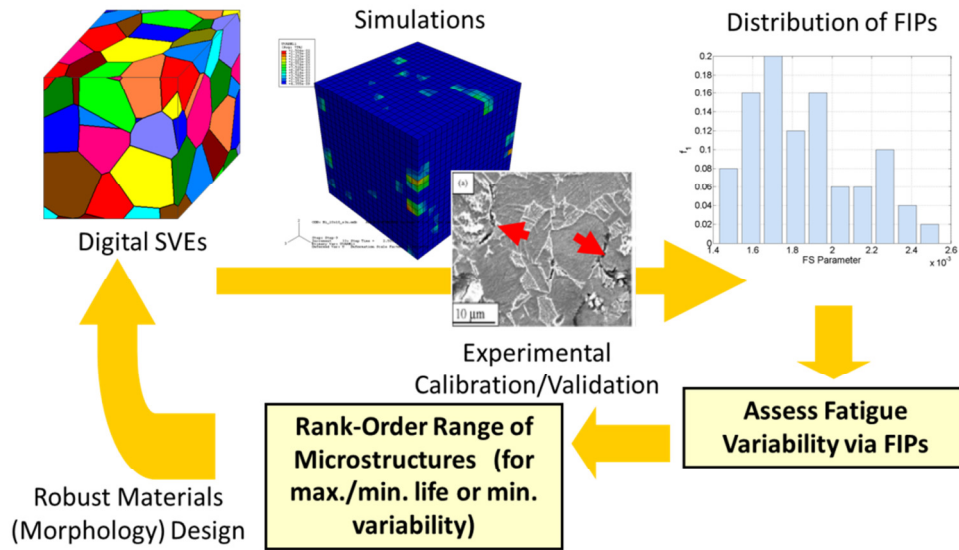 Simulations
Distribution of FIPs
0.2
0.18
0.16
0.14
0.12
0.1
0.08
0.06
0.04
0.02
0
f1
1.4
1.6
1.8
2
2.2
2.4
2.6
FS Parameter
x 10-3
(a)
10 μm
Digital SVEs
Experimental
Calibration/Validation
Assess Fatigue
Variability via FIPs
Rank-Order Range of
Microstructures (for
max./min. life or min.
variability)
Robust Materials
(Morphology) Design